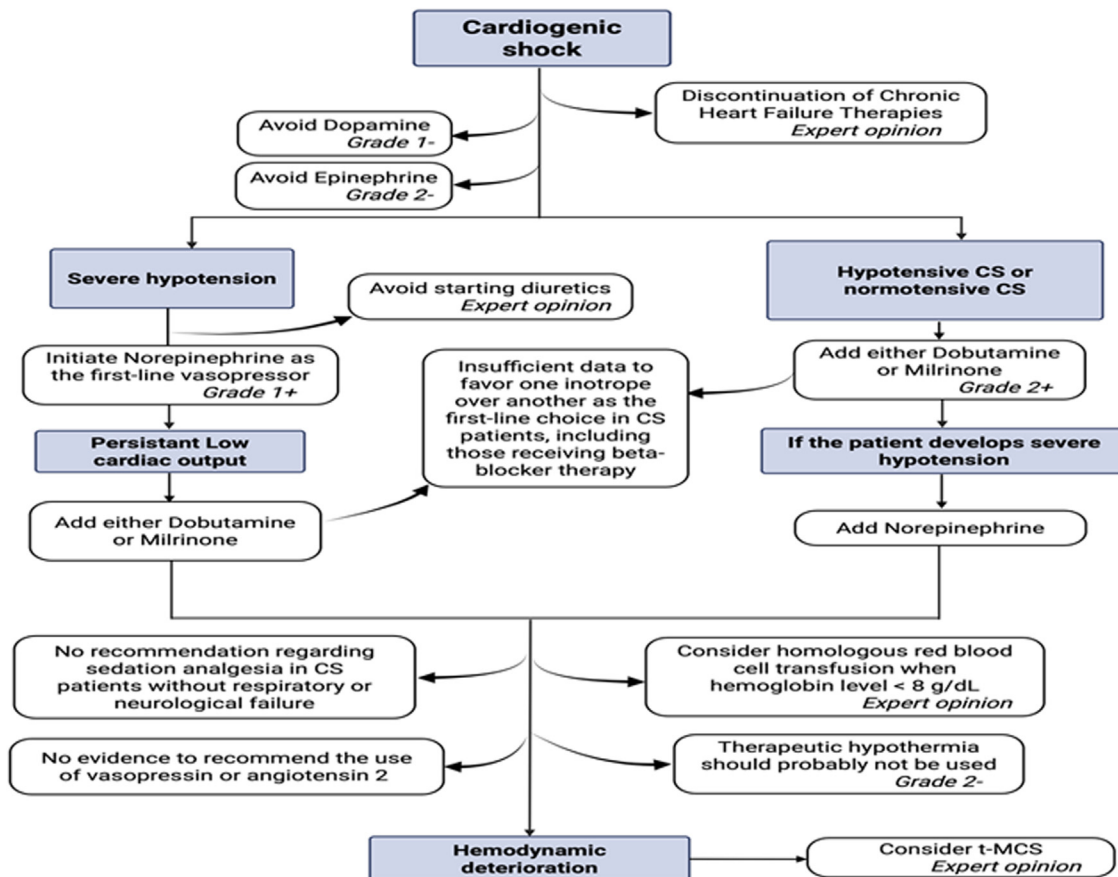 Cardiogenic
shock
Discontinuation of Chronic
Heart Failure Therapies
Expert opinion
Avoid Dopamine
Grade 1-
Avoid Epinephrine
Grade 2-
Severe hypotension
Hypotensive CS or
normotensive CS
Avoid starting diuretics
Expert opinion
Initiate Norepinephrine as
the first-line vasopressor
Grade 1+
Insufficient data to
favor one inotrope
over another as the
first-line choice in CS
patients, including
those receiving beta-
blocker therapy
Add either Dobutamine
or Milrinone
Grade 2+
Persistant Low
cardiac output
If the patient develops severe
hypotension
Add either Dobutamine
or Milrinone
Add Norepinephrine
No recommendation regarding
sedation analgesia in CS
patients without respiratory or
neurological failure
Consider homologous red blood
cell transfusion when
hemoglobin level < 8 g/dL
Expert opinion
No evidence to recommend the use
of vasopressin or angiotensin 2
Therapeutic hypothermia
should probably not be used
Grade 2-
Hemodynamic
deterioration
Consider t-MCS
Expert opinion